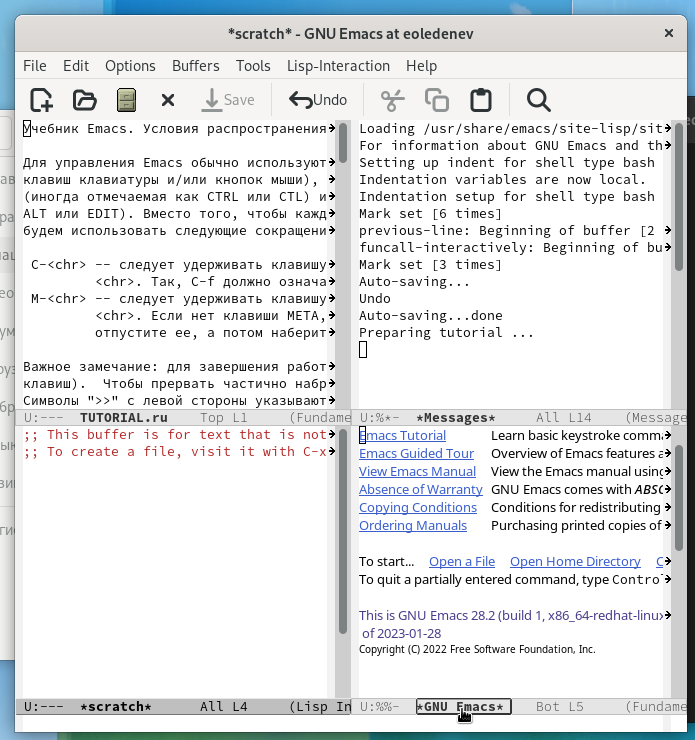 *scratch* - GNU Emacs at eoledenev
File Edit Options Buffers Tools Lisp-Interaction Help
Save Undo
Учебник Emacs. Условия распространения
Для управления Emacs обычно используют
клавиш клавиатуры и/или кнопок мыши),
(иногда отмечаемая как CTRL или CTL) и
ALT или EDIT). Вместо того, чтобы кажд
будем использовать следующие сокращени
C-<chr> -- следует удерживать клавишу
<chr>. Так, C-f должно означа
M-<chr> -- следует удерживать клавишу
<chr>. Если нет клавиши META,
отпустите ее, а потом наберит
Важное замечание: для завершения работ
клавиш).  Чтобы прервать частично набр
Символы ">>" с левой стороны указывают
U:--- TUTORIAL.ru Top L1 (Fundame
Loading /usr/share/emacs/site-lisp/sit
For information about GNU Emacs and th
Setting up indent for shell type bash
Indentation variables are now local.
Indentation setup for shell type bash
Mark set [6 times]
previous-line: Beginning of buffer [2
funcall-interactively: Beginning of bu
Mark set [3 times]
Auto-saving...
Undo
Auto-saving...done
Preparing tutorial ...
U:%*- *Messages* All L14 (Message
;; This buffer is for text that is not
;; To create a file, visit it with C-x
U:--- *scratch* All L4 (Lisp In
Emacs Tutorial Learn basic keystroke comma
Emacs Guided Tour Overview of Emacs features a
View Emacs Manual View the Emacs manual using
Absence of Warranty GNU Emacs comes with ABSO
Copying Conditions Conditions for redistributing
Ordering Manuals Purchasing printed copies of
To start... Open a File Open Home Directory C
To quit a partially entered command, type Contro
This is GNU Emacs 28.2 (build 1, x86_64-redhat-linux
of 2023-01-28
Copyright (C) 2022 Free Software Foundation, Inc.
U:%%- *GNU Emacs* Bot L5 (Fundame